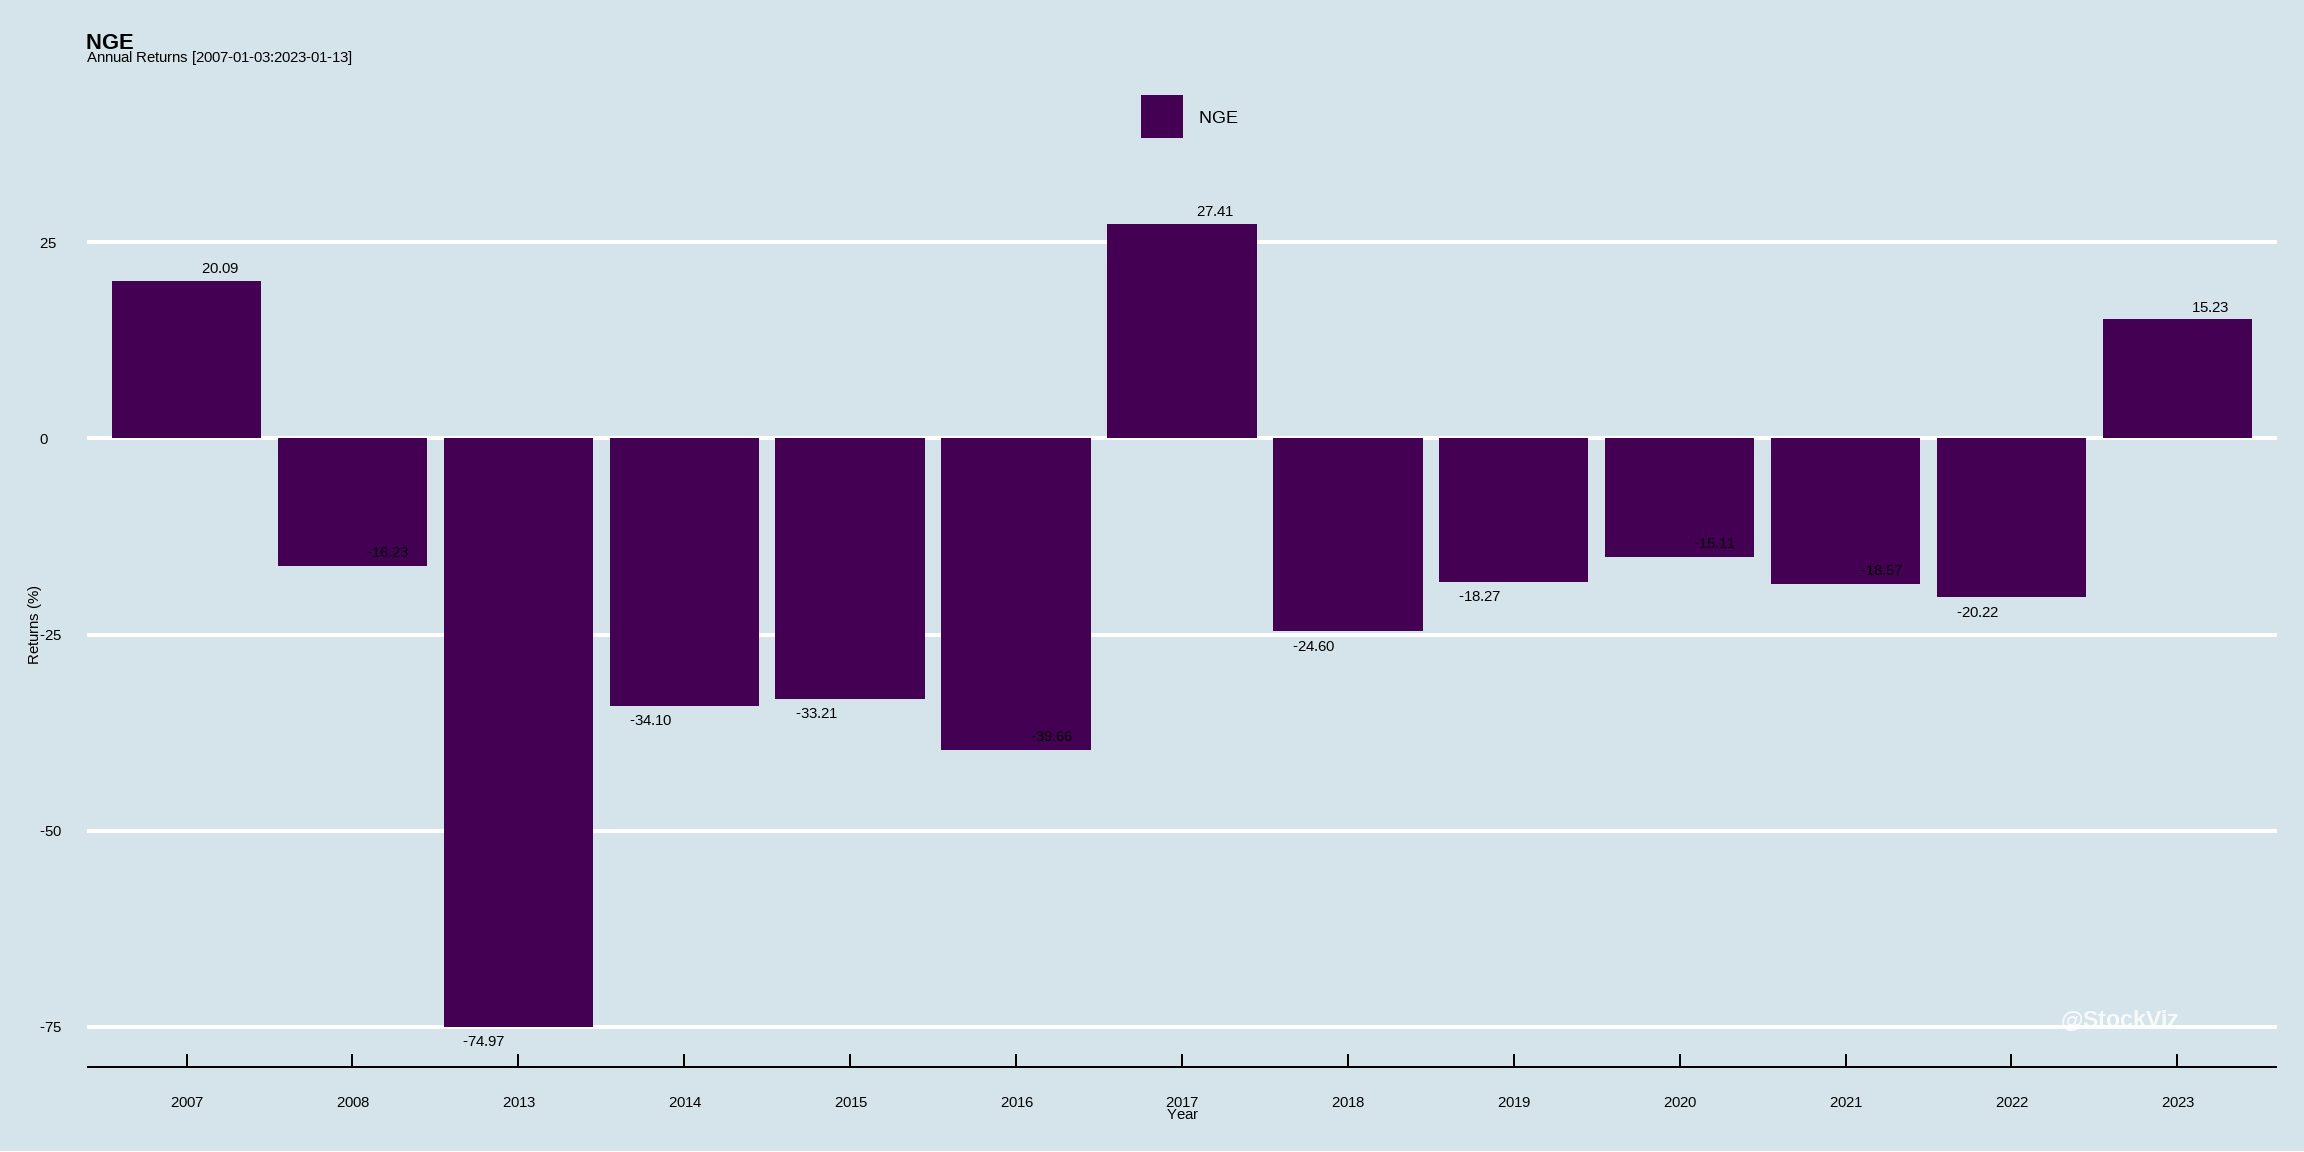 NGE
Annual Returns [2007-01-03:2023-01-13]
NGE
27.41
25
20.09
15.23
0
-15.11
-16.23
-18.57
-18.27
-20.22
Returns (%)
-25
-24.60
-33.21
-34.10
-39.66
-50
@StockViz
-75
-74.97
2007 2008 2013 2014 2015 2016 2017 2018 2019 2020 2021 2022 2023
Year